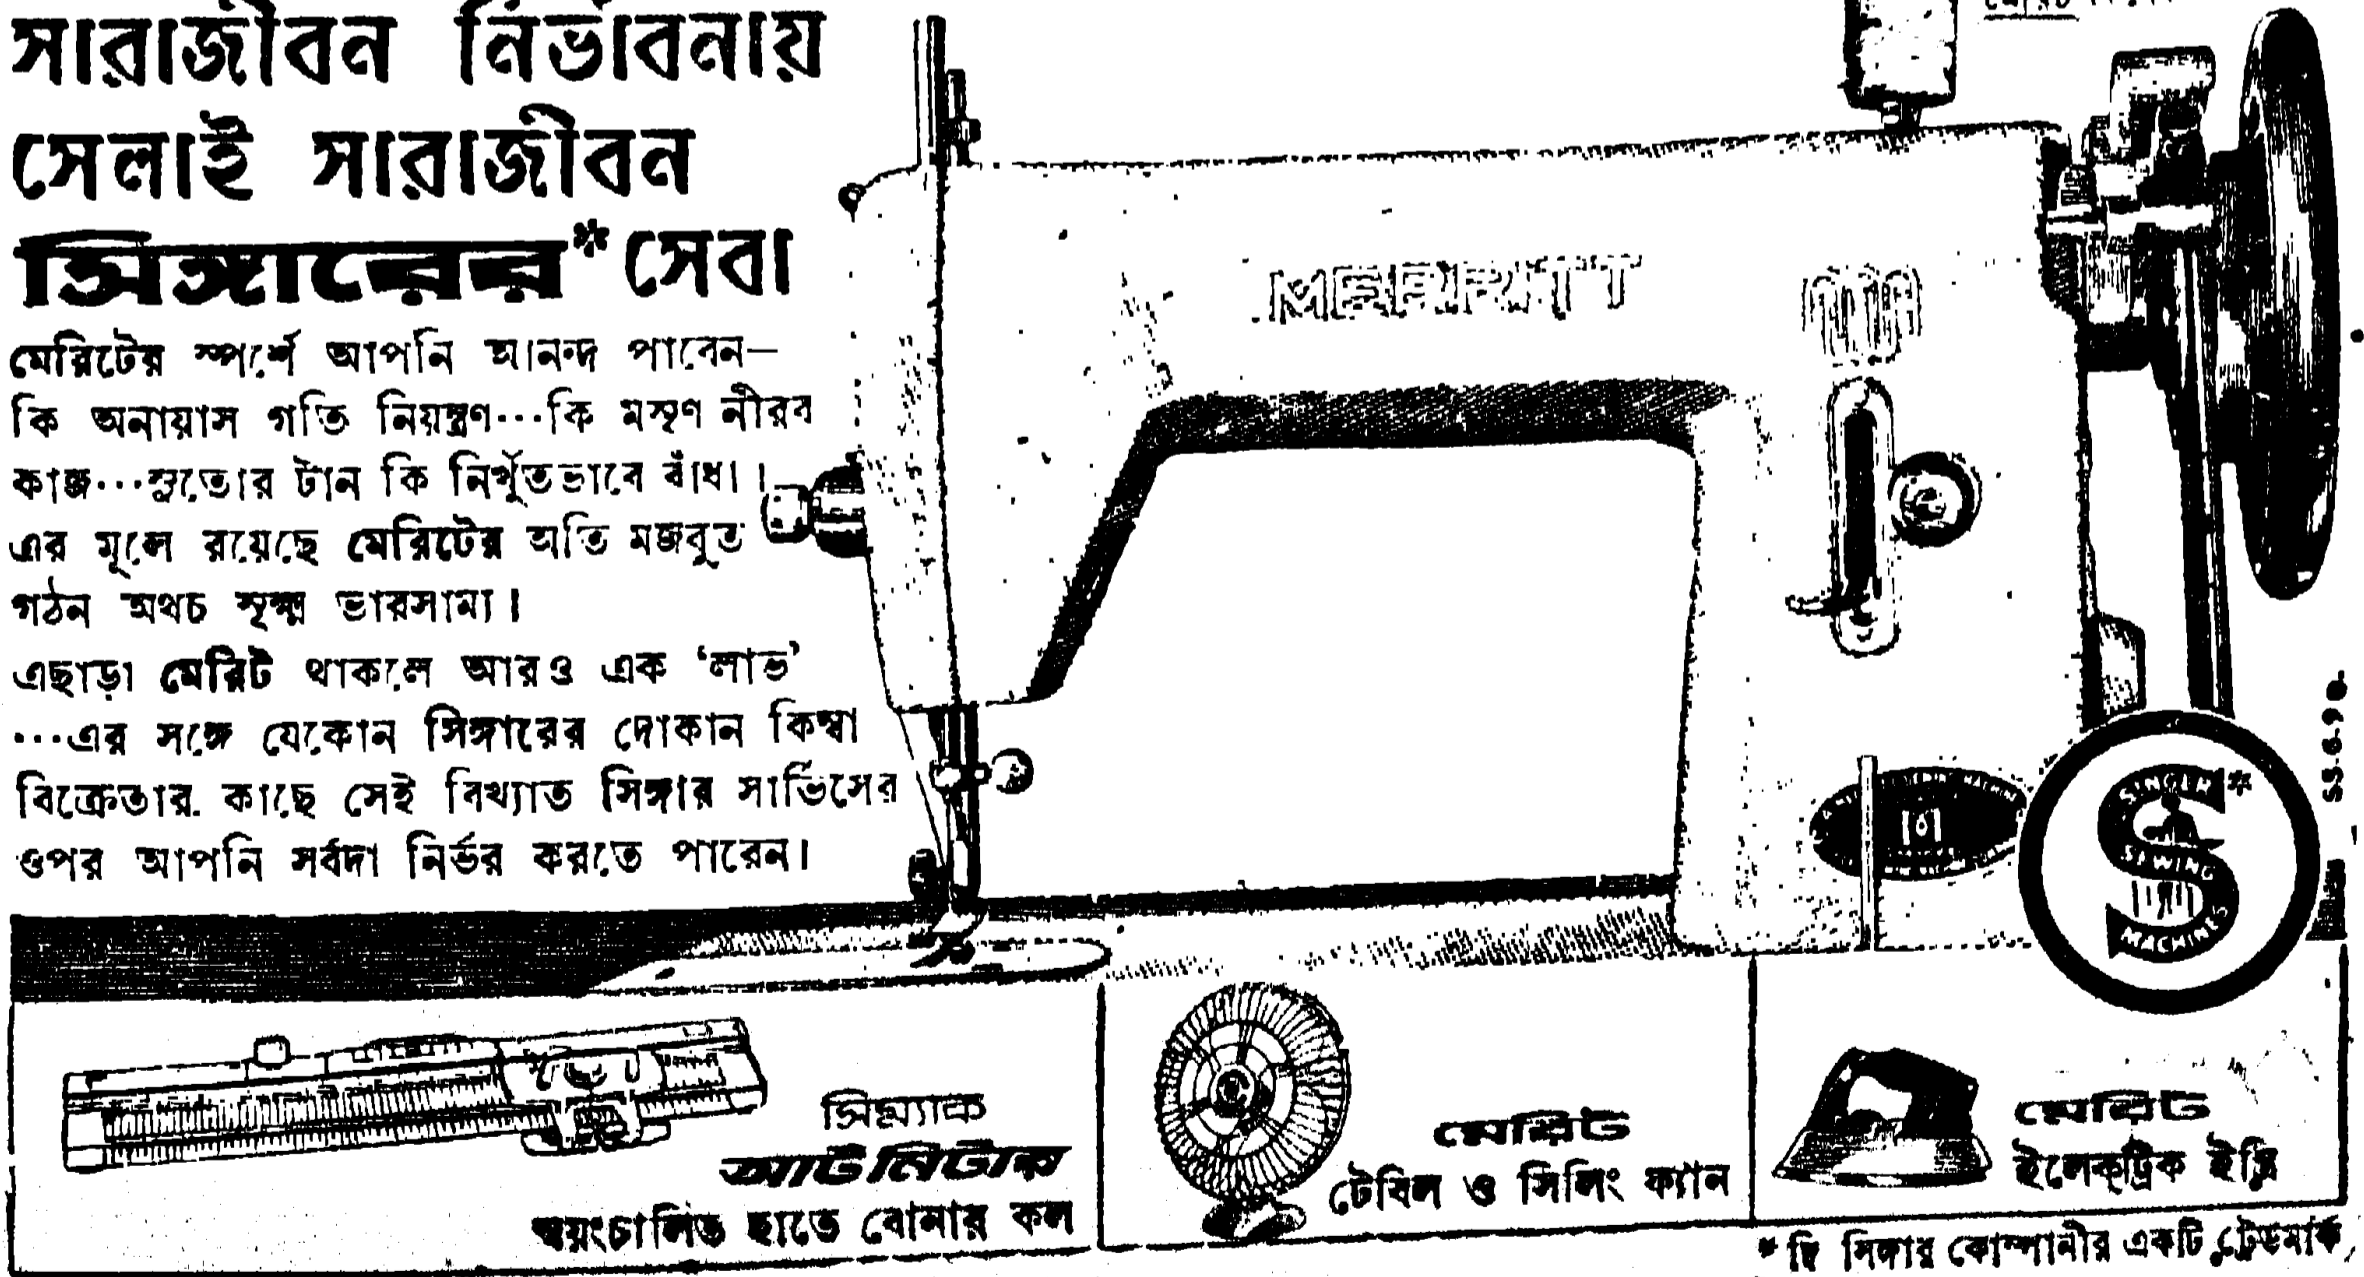 সারাজীবন নির্ভাবনায়
সেলাই সারাজীবন
সিঙ্গারের* সেবা
মেরিটের স্পর্শে আপনি আনন্দ পাবেন—
কি অনায়াস গতি নিয়ন্ত্রণ...কি মসৃণ নীরব
কাজ...সুতোর টান কি নিখুঁতভাবে বাঁধা।
এর মূলে রয়েছে মেরিটের অতি মজবুত
গঠন অথচ সূক্ষ্ম ভারসাম্য।
এছাড়া মেরিট থাকলে আরও এক ‘লাভ’
...এর সঙ্গে যেকোন সিঙ্গারের দোকান কিম্বা
বিক্রেতার কাছে সেই বিখ্যাত সিঙ্গার সার্ভিসের
ওপর আপনি সর্বদা নির্ভর করতে পারেন।
MERRITT
SINGER*
SEWING
MACHINES
সিম্যাক
আর্টনিটাক্স
স্বয়ংচালিত হাতে বোনার কল
মেরিট
টেবিল ও সিলিং ফ্যান
মেরিট
ইলেকট্রিক ইস্ত্রি
*দি সিঙ্গার কোম্পানীর একটি ট্রেডমার্ক